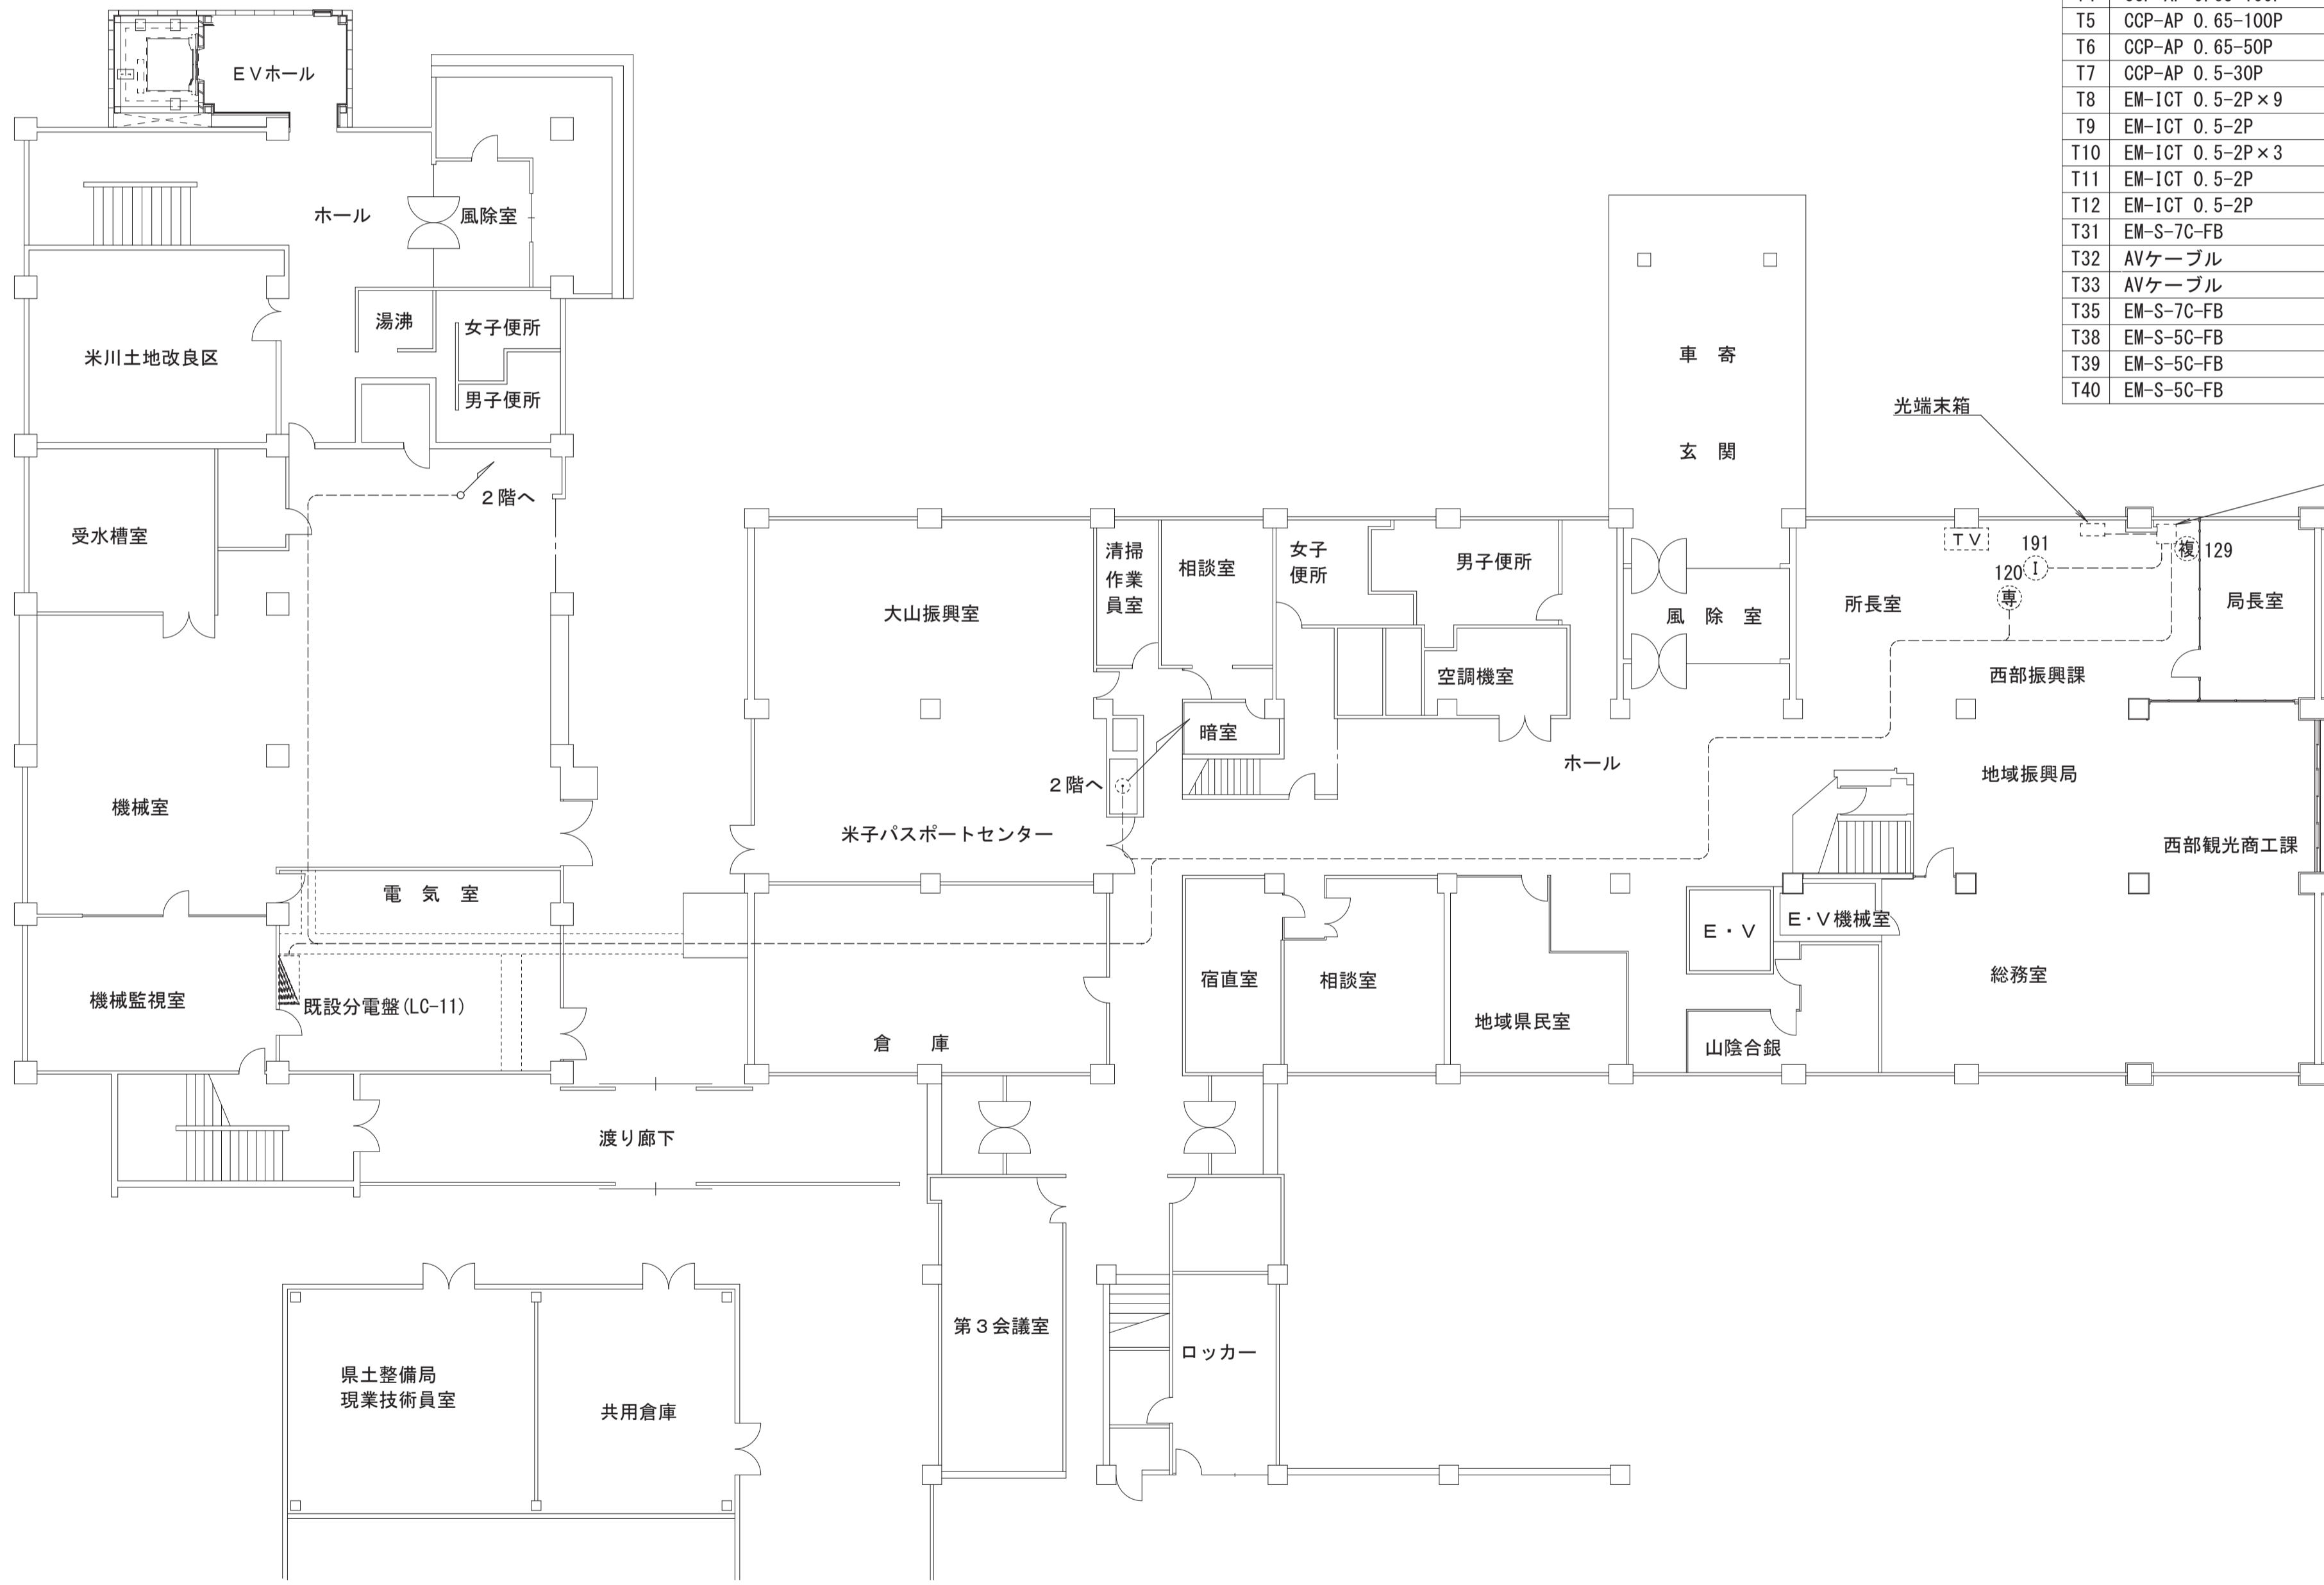 T5 CCP-AP 0.65-100P
T6 CCP-AP 0.65-50P
T7 CCP-AP 0.5-30P
T8 EM-ICT 0.5-2P×9
T9 EM-ICT 0.5-2P
T10 EM-ICT 0.5-2P×3
T11 EM-ICT 0.5-2P
T12 EM-ICT 0.5-2P
T31 EM-S-7C-FB
T32 AVケーブル
T33 AVケーブル
T35 EM-S-7C-FB
T38 EM-S-5C-FB
T39 EM-S-5C-FB
T40 EM-S-5C-FB
EVホール
ホール
風除室
湯沸
女子便所
米川土地改良区
男子便所
車 寄
玄 関
光端末箱
2階へ
受水槽室
清掃
作業
員室
相談室
女子
便所
男子便所
TV
191
I
複
129
120
専
大山振興室
風 除 室
所長室
局長室
空調機室
西部振興課
暗室
ホール
2階へ
地域振興局
機械室
米子パスポートセンター
西部観光商工課
電 気 室
E・V
E・V機械室
機械監視室
既設分電盤(LC-11)
宿直室
相談室
総務室
地域県民室
倉 庫
山陰合銀
渡り廊下
第3会議室
ロッカー
県土整備局
現業技術員室
共用倉庫